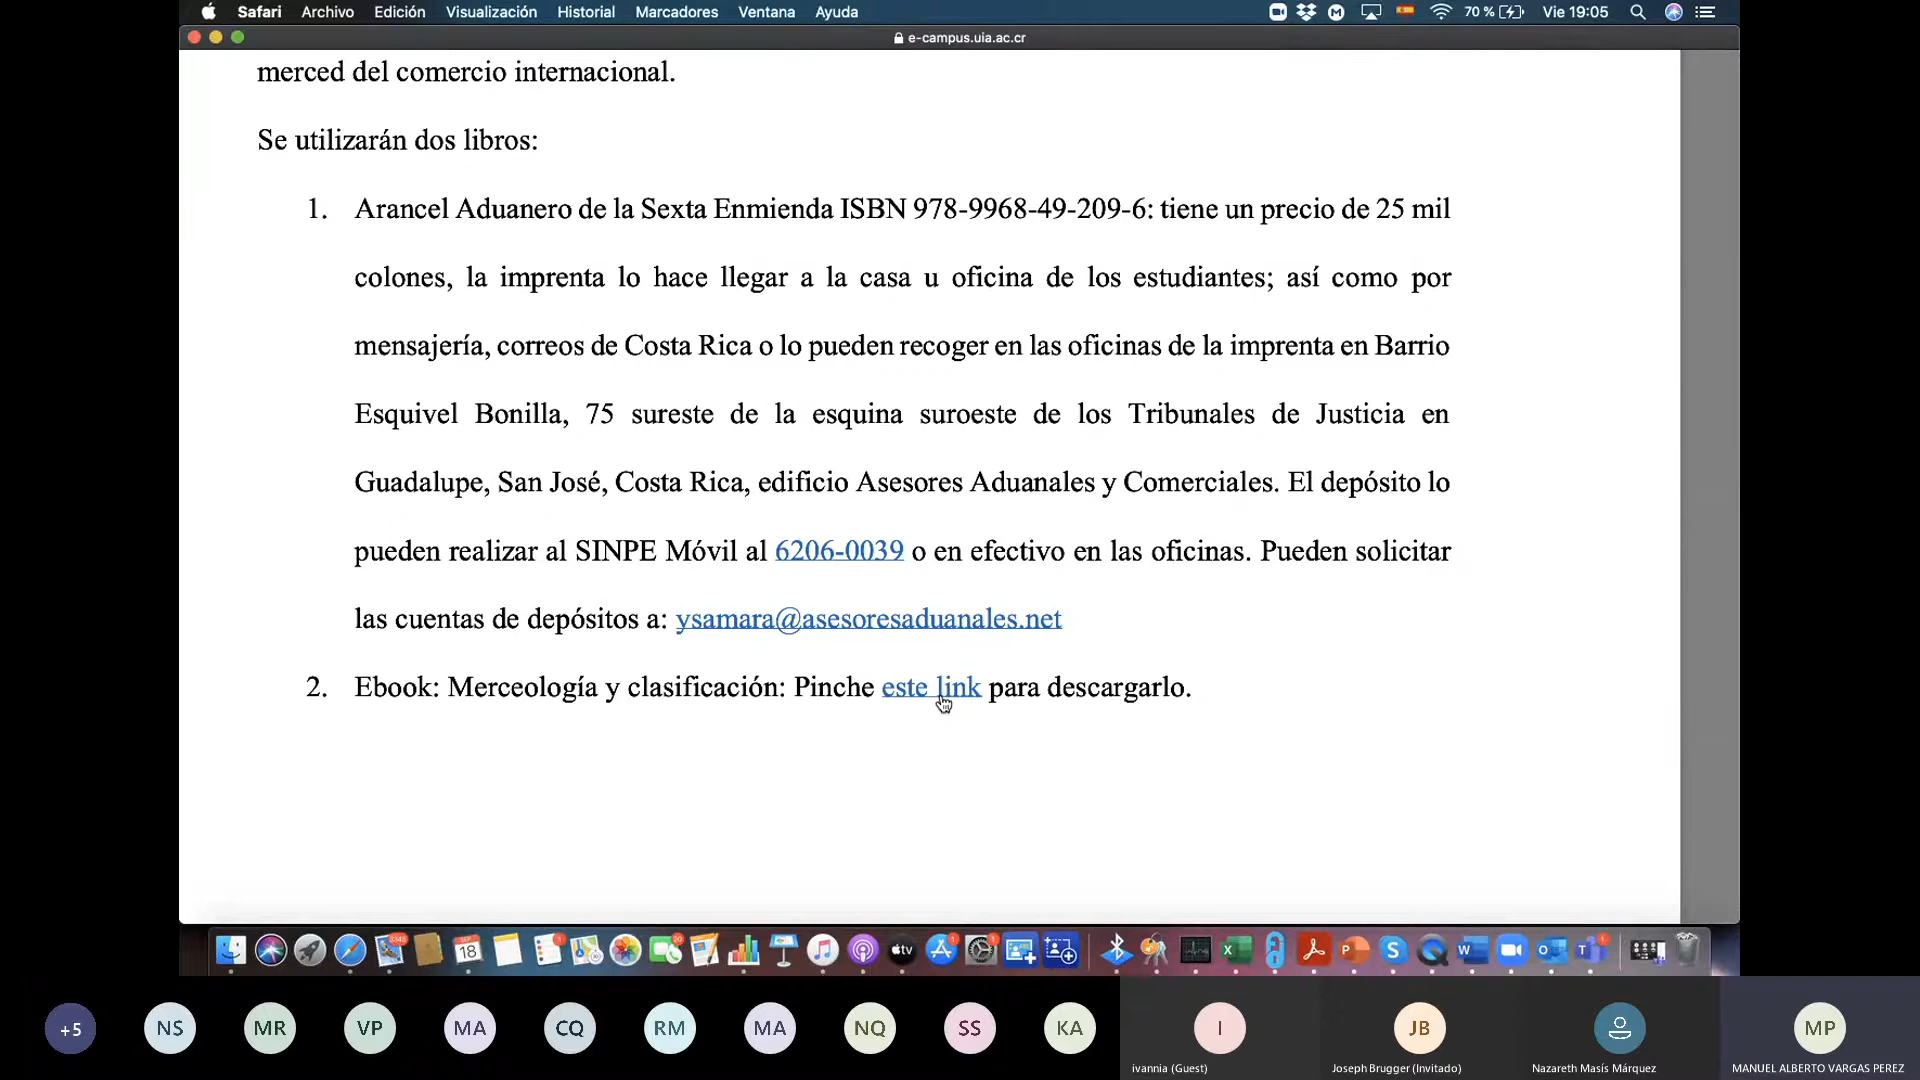 Safari Archivo Edición Visualización Historial Marcadores Ventana Ayuda 70 % Vie 19:05
e-campus.uia.ac.cr
merced del comercio internacional.
Se utilizarán dos libros:
1. Arancel Aduanero de la Sexta Enmienda ISBN 978-9968-49-209-6: tiene un precio de 25 mil
colones, la imprenta lo hace llegar a la casa u oficina de los estudiantes; así como por
mensajería, correos de Costa Rica o lo pueden recoger en las oficinas de la imprenta en Barrio
Esquivel Bonilla, 75 sureste de la esquina suroeste de los Tribunales de Justicia en
Guadalupe, San José, Costa Rica, edificio Asesores Aduanales y Comerciales. El depósito lo
pueden realizar al SINPE Móvil al 6206-0039 o en efectivo en las oficinas. Pueden solicitar
las cuentas de depósitos a: ysamara@asesoresaduanales.net
2. Ebook: Merceología y clasificación: Pinche este link para descargarlo.
18 tv
+5 NS MR VP MA CQ RM MA NQ SS KA I JB MP
ivannia (Guest) Joseph Brugger (Invitado) Nazareth Masís Márquez MANUEL ALBERTO VARGAS PEREZ